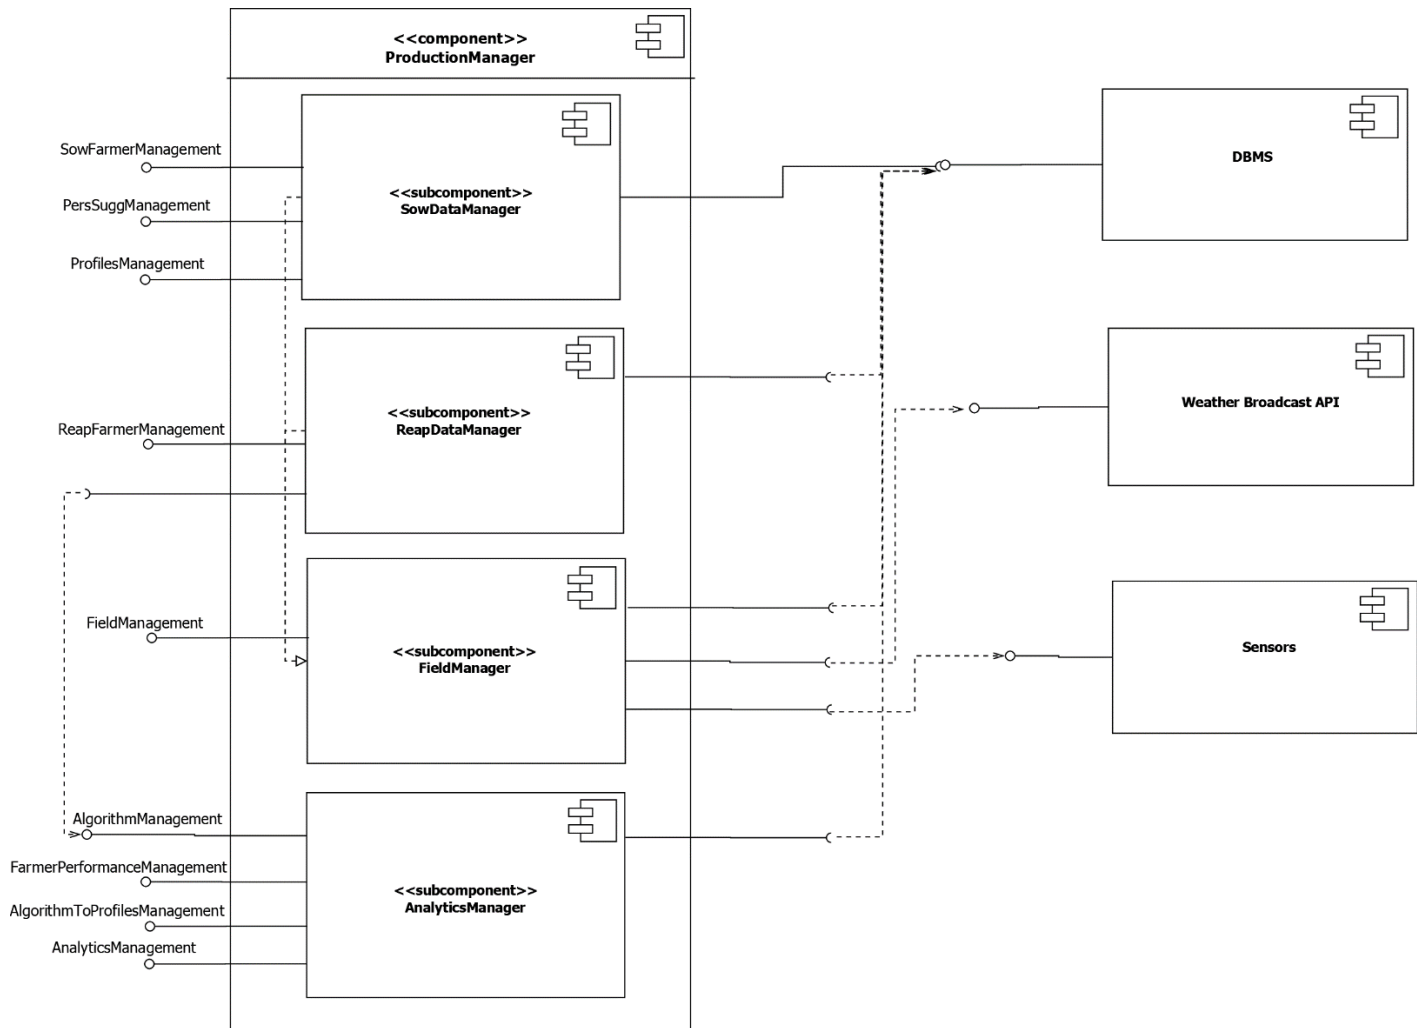 <<component>>
ProductionManager
SowFarmerManagement
PersSuggManagement
ProfilesManagement
<<subcomponent>>
SowDataManager
DBMS
ReapFarmerManagement
<<subcomponent>>
ReapDataManager
Weather Broadcast API
FieldManagement
<<subcomponent>>
FieldManager
Sensors
AlgorithmManagement
FarmerPerformanceManagement
AlgorithmToProfilesManagement
AnalyticsManagement
<<subcomponent>>
AnalyticsManager